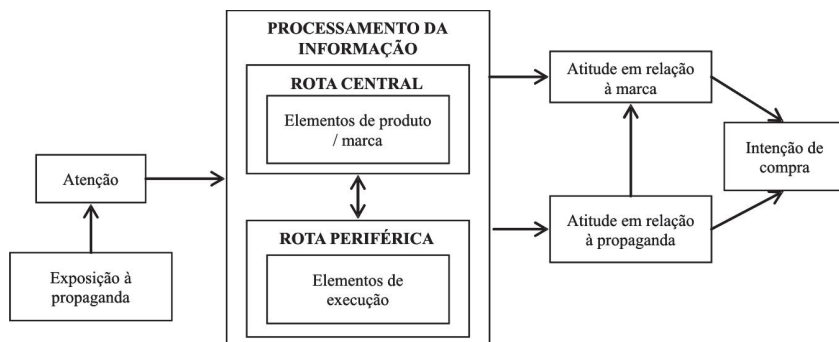 PROCESSAMENTO DA
INFORMAÇÃO
ROTA CENTRAL
Elementos de produto
/ marca
ROTA PERIFÉRICA
Elementos de
execução
Atenção
Exposição à
propaganda
Atitude em relação
à marca
Atitude em relação
à propaganda
Intenção de
compra